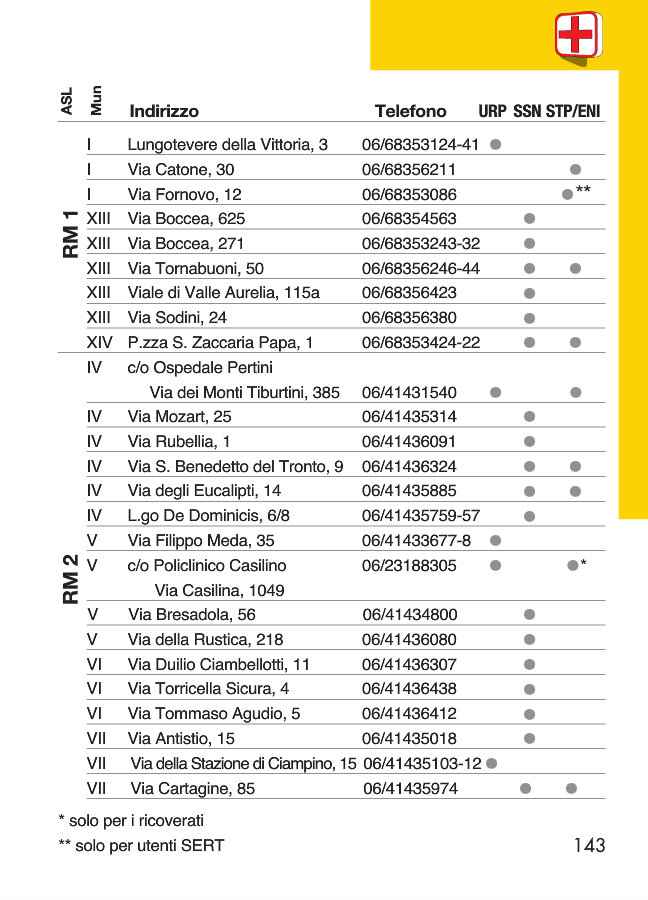 ASL Mun Indirizzo Telefono URP SSN STP/ENI
RM 1
I Lungotevere della Vittoria, 3 06/68353124-41 ●
I Via Catone, 30 06/68356211 ●
I Via Fornovo, 12 06/68353086 ●**
XIII Via Boccea, 625 06/68354563 ●
XIII Via Boccea, 271 06/68353243-32 ●
XIII Via Tornabuoni, 50 06/68356246-44 ● ●
XIII Viale di Valle Aurelia, 115a 06/68356423 ●
XIII Via Sodini, 24 06/68356380 ●
XIV P.zza S. Zaccaria Papa, 1 06/68353424-22 ● ●
RM 2
IV c/o Ospedale Pertini
Via dei Monti Tiburtini, 385 06/41431540 ● ●
IV Via Mozart, 25 06/41435314 ●
IV Via Rubellia, 1 06/41436091 ●
IV Via S. Benedetto del Tronto, 9 06/41436324 ● ●
IV Via degli Eucalipti, 14 06/41435885 ● ●
IV L.go De Dominicis, 6/8 06/41435759-57 ●
V Via Filippo Meda, 35 06/41433677-8 ●
V c/o Policlinico Casilino 06/23188305 ● ●*
Via Casilina, 1049
V Via Bresadola, 56 06/41434800 ●
V Via della Rustica, 218 06/41436080 ●
VI Via Duilio Ciambellotti, 11 06/41436307 ●
VI Via Torricella Sicura, 4 06/41436438 ●
VI Via Tommaso Agudio, 5 06/41436412 ●
VII Via Antistio, 15 06/41435018 ●
VII Via della Stazione di Ciampino, 15 06/41435103-12 ●
VII Via Cartagine, 85 06/41435974 ● ●
* solo per i ricoverati
** solo per utenti SERT
143